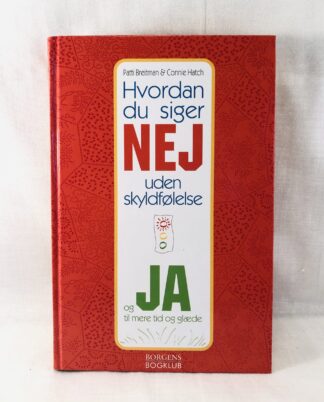 Patti Breitman & Connie Hatch
Hvordan
du siger
NEJ
uden
skyldfølelse
JA
og
til mere tid og glæde
BORGENS
BOGKLUB